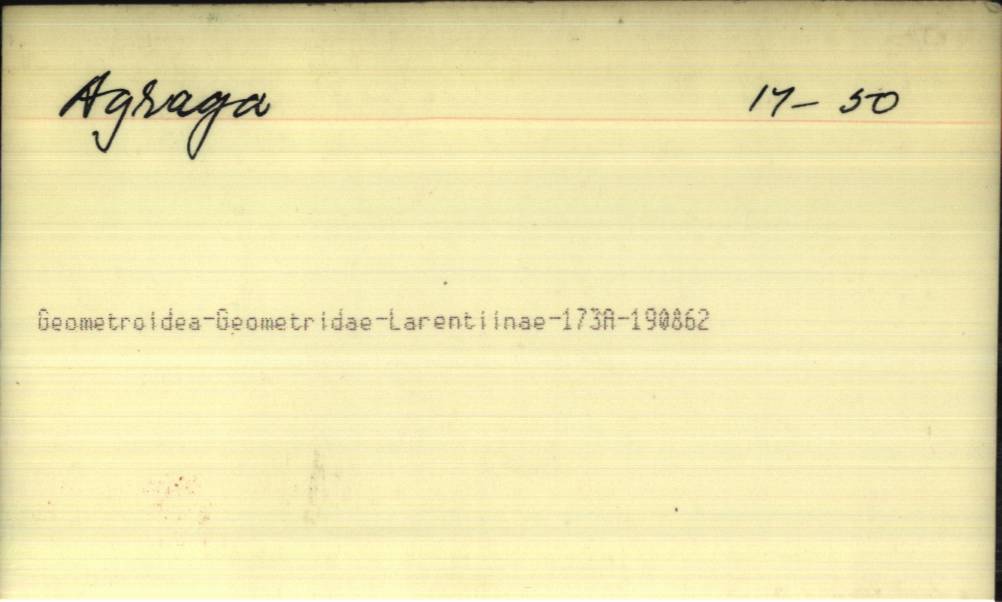 Agraga 17- 50
Geometroidea-Geometridae-Larentiinae-173A-190862